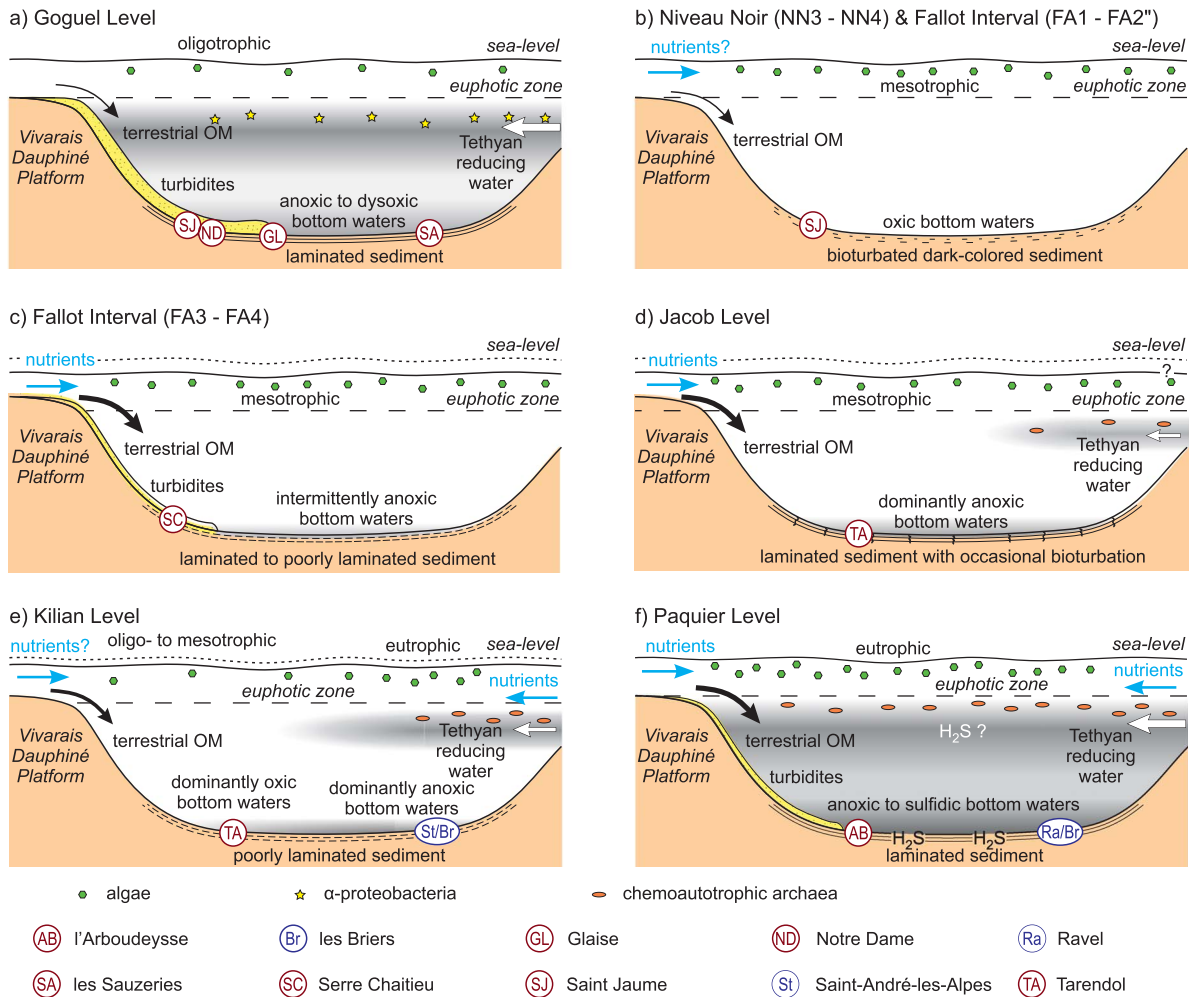 a) Goguel Level
oligotrophic
sea-level
euphotic zone
terrestrial OM
Vivarais
Dauphiné
Platform
Tethyan
reducing
water
turbidites
anoxic to dysoxic
bottom waters
SJ
ND
GL
SA
laminated sediment
b) Niveau Noir (NN3 - NN4) & Fallot Interval (FA1 - FA2")
nutrients?
sea-level
mesotrophic
euphotic zone
terrestrial OM
Vivarais
Dauphiné
Platform
SJ
oxic bottom waters
bioturbated dark-colored sediment
c) Fallot Interval (FA3 - FA4)
sea-level
nutrients
mesotrophic
euphotic zone
terrestrial OM
Vivarais
Dauphiné
Platform
turbidites
intermittently anoxic
bottom waters
SC
laminated to poorly laminated sediment
d) Jacob Level
sea-level
nutrients
?
mesotrophic
euphotic zone
terrestrial OM
Vivarais
Dauphiné
Platform
Tethyan
reducing
water
dominantly anoxic
bottom waters
TA
laminated sediment with occasional bioturbation
e) Kilian Level
nutrients?
oligo- to mesotrophic
eutrophic
sea-level
euphotic zone
nutrients
terrestrial OM
Vivarais
Dauphiné
Platform
Tethyan
reducing
water
dominantly oxic
bottom waters
dominantly anoxic
bottom waters
TA
St/Br
poorly laminated sediment
f) Paquier Level
nutrients
eutrophic
sea-level
nutrients
euphotic zone
terrestrial OM
H2S ?
Vivarais
Dauphiné
Platform
Tethyan
reducing
water
turbidites
anoxic to sulfidic bottom waters
AB
H2S
H2S
Ra/Br
laminated sediment
algae
α-proteobacteria
chemoautotrophic archaea
AB l'Arboudeysse
Br les Briers
GL Glaise
ND Notre Dame
Ra Ravel
SA les Sauzeries
SC Serre Chaitieu
SJ Saint Jaume
St Saint-André-les-Alpes
TA Tarendol